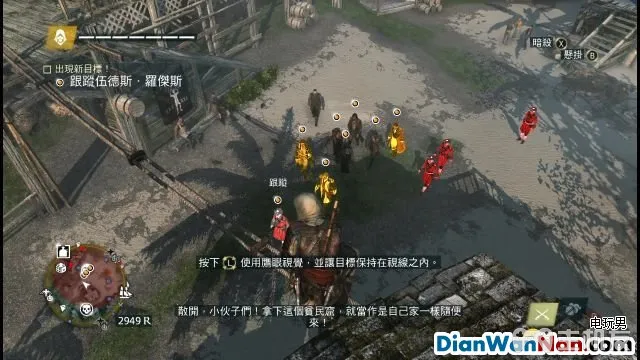 出現新目標！
跟蹤伍德斯・羅傑斯
暗殺 X
懸掛 B
跟蹤
按下 L 使用鷹眼視覺，並讓目標保持在視線之內。
2949 R
散開，小伙子們！拿下這個貧民窟，就當作是自己家一樣隨便
來！
电玩男
DianWanNan.com